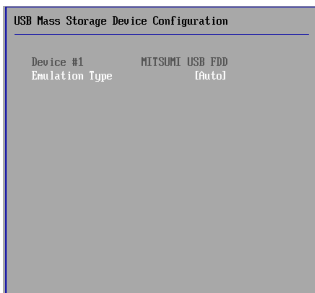 USB Mass Storage Device Configuration
Device #1 MITSUMI USB FDD
Emulation Type [Auto]